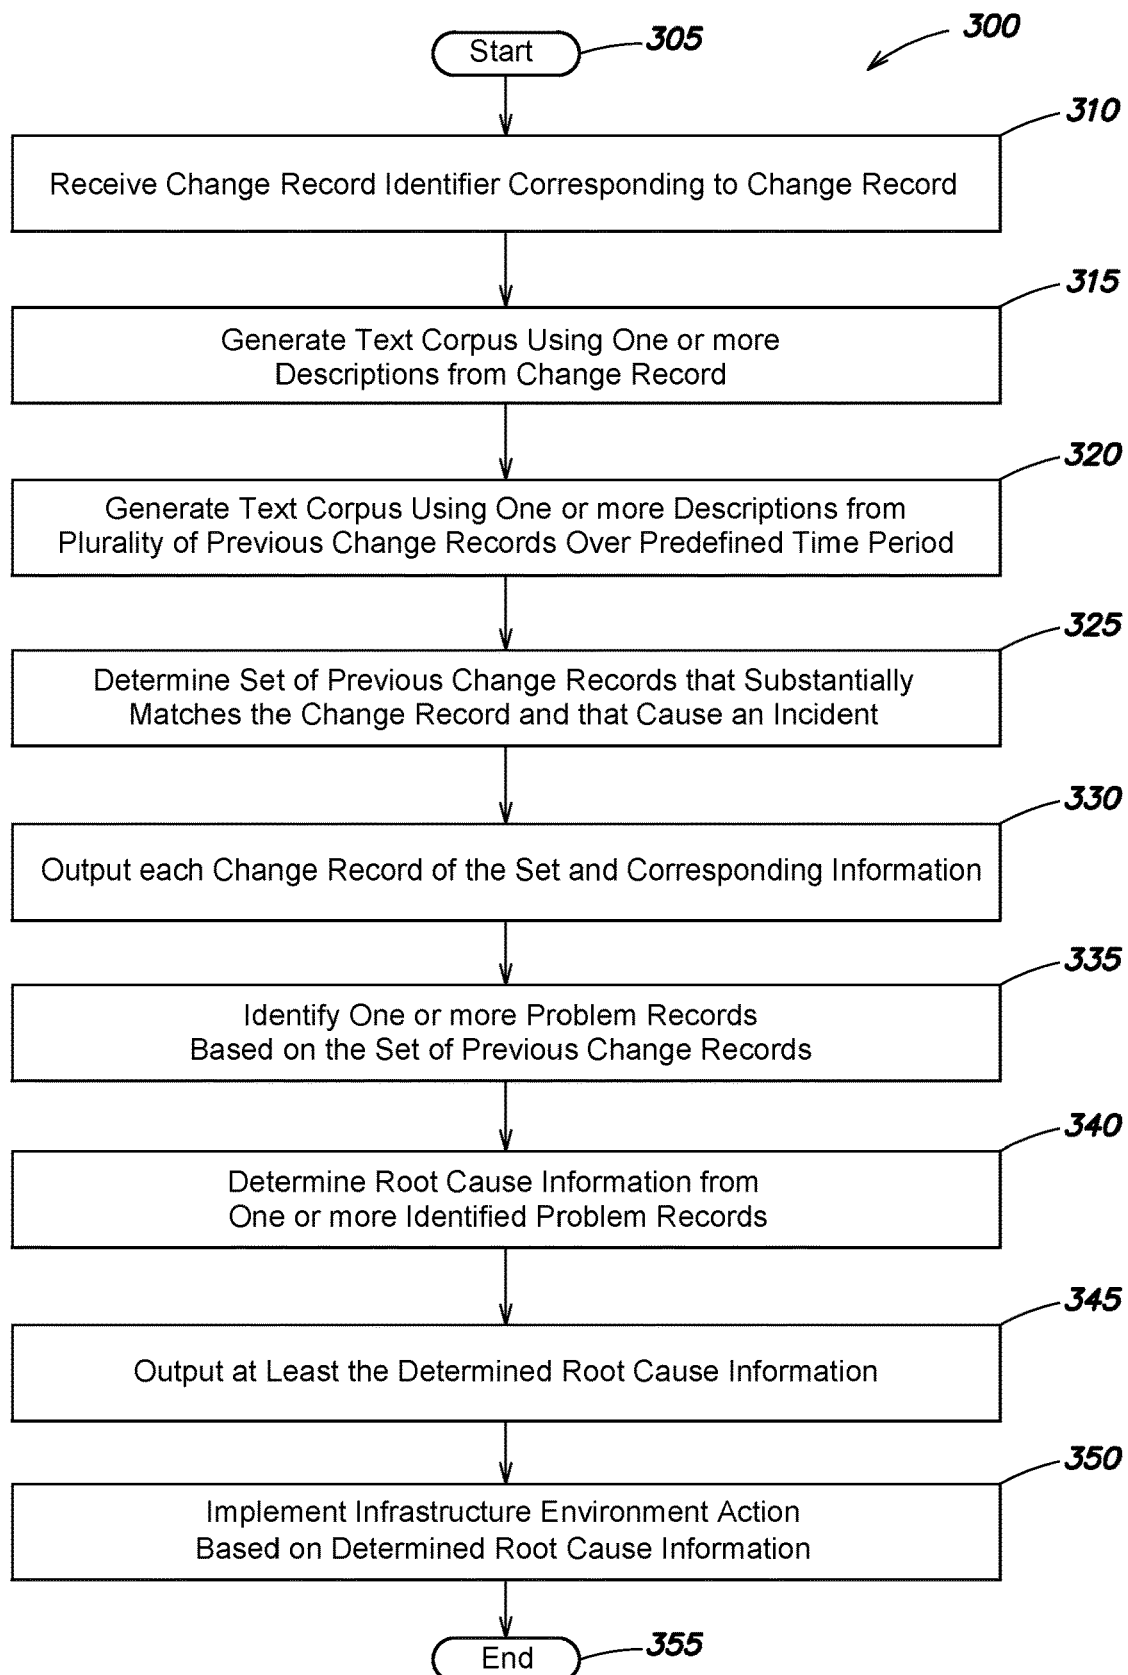 300
Start
305
310
Receive Change Record Identifier Corresponding to Change Record
315
Generate Text Corpus Using One or more
Descriptions from Change Record
320
Generate Text Corpus Using One or more Descriptions from
Plurality of Previous Change Records Over Predefined Time Period
325
Determine Set of Previous Change Records that Substantially
Matches the Change Record and that Cause an Incident
330
Output each Change Record of the Set and Corresponding Information
335
Identify One or more Problem Records
Based on the Set of Previous Change Records
340
Determine Root Cause Information from
One or more Identified Problem Records
345
Output at Least the Determined Root Cause Information
350
Implement Infrastructure Environment Action
Based on Determined Root Cause Information
End
355